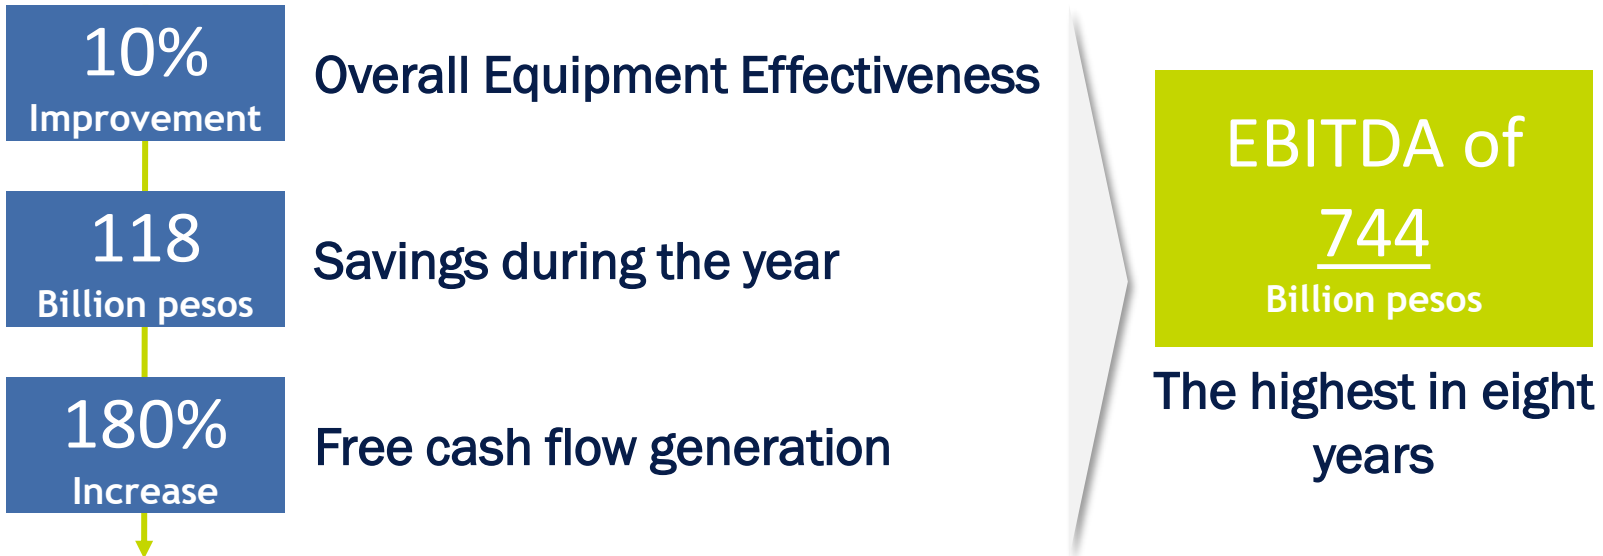 10%
Improvement
Overall Equipment Effectiveness
118
Billion pesos
Savings during the year
180%
Increase
Free cash flow generation
EBITDA of
744
Billion pesos
The highest in eight
years